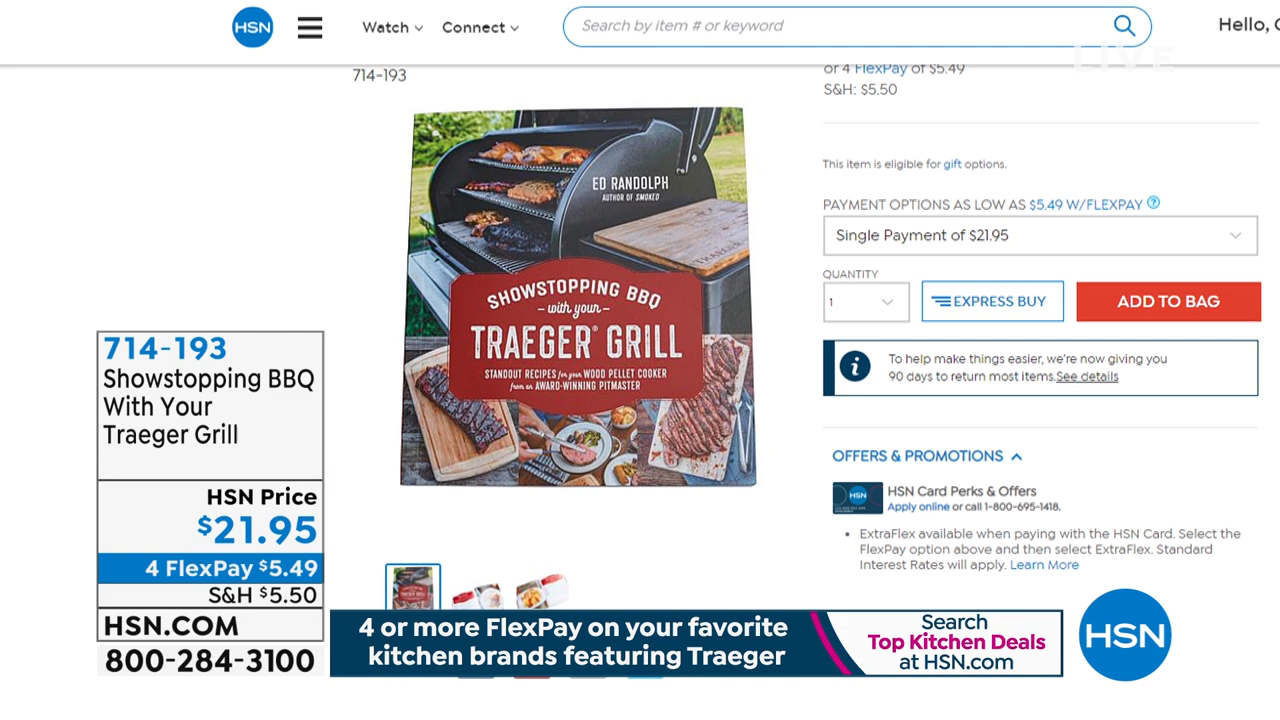 HSN
Watch
Connect
Search by item # or keyword
Hello,
LIVE
714-193
or 4 FlexPay of $5.49
S&H: $5.50
This item is eligible for gift options.
PAYMENT OPTIONS AS LOW AS $5.49 W/FLEXPAY
Single Payment of $21.95
QUANTITY
1
EXPRESS BUY
ADD TO BAG
To help make things easier, we're now giving you
90 days to return most items.See details
OFFERS & PROMOTIONS
HSN
HSN Card Perks & Offers
Apply online or call 1-800-695-1418.
• ExtraFlex available when paying with the HSN Card. Select the
FlexPay option above and then select ExtraFlex. Standard
Interest Rates will apply. Learn More
ED RANDOLPH
AUTHOR OF SMOKED
TRAEGER
SHOWSTOPPING BBQ
with your
TRAEGER® GRILL
STANDOUT RECIPES for your WOOD PELLET COOKER
from an AWARD-WINNING PITMASTER
714-193
Showstopping BBQ
With Your
Traeger Grill
HSN Price
$21.95
4 FlexPay $5.49
S&H $5.50
HSN.COM
800-284-3100
4 or more FlexPay on your favorite
kitchen brands featuring Traeger
Search
Top Kitchen Deals
at HSN.com
HSN